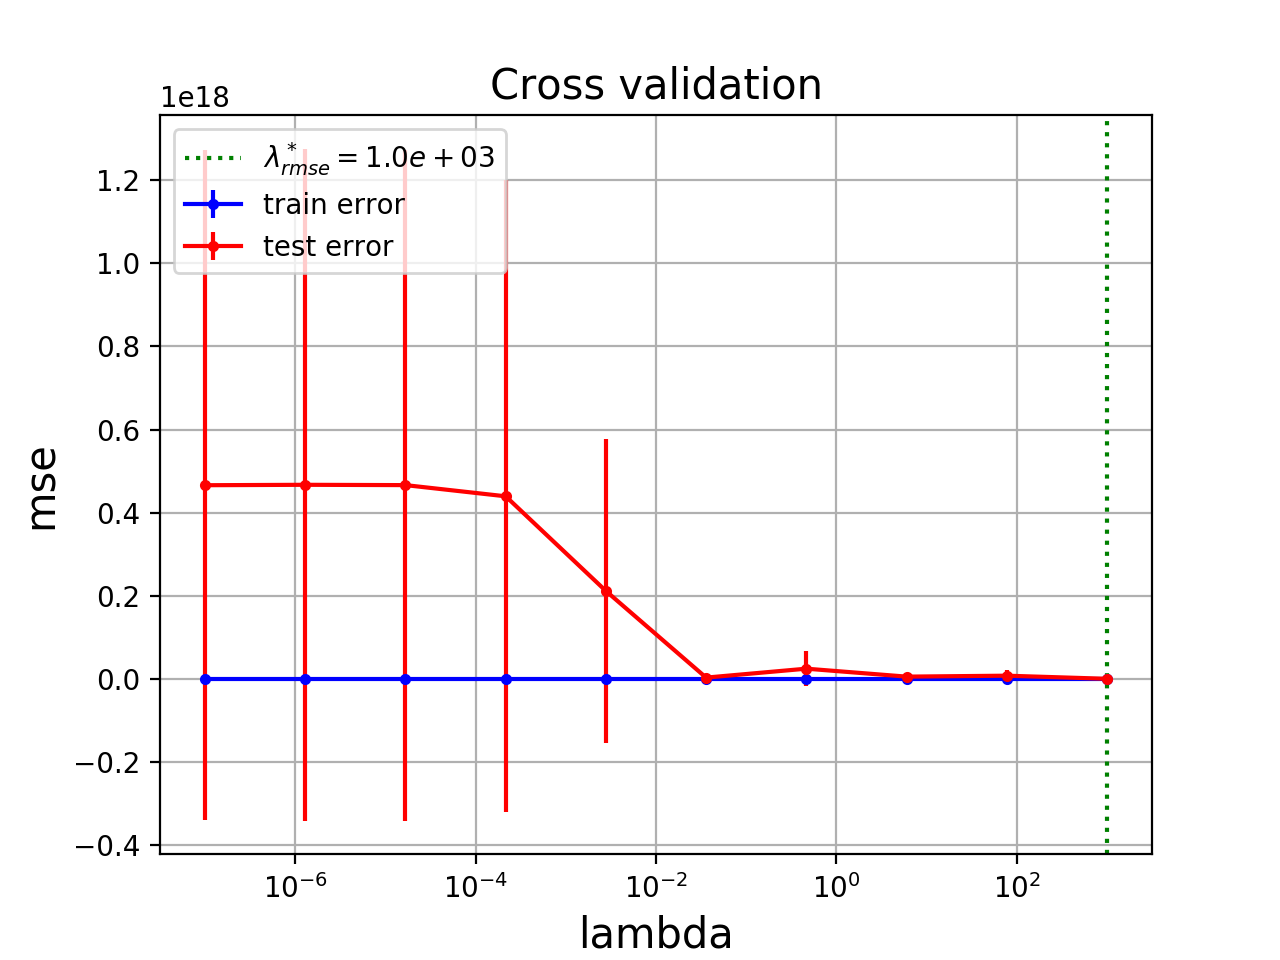 Cross validation
1e18
λ*rmse = 1.0e + 03
train error
test error
1.2
1.0
0.8
0.6
0.4
0.2
0.0
−0.2
−0.4
mse
10⁻⁶ 10⁻⁴ 10⁻² 10⁰ 10²
lambda